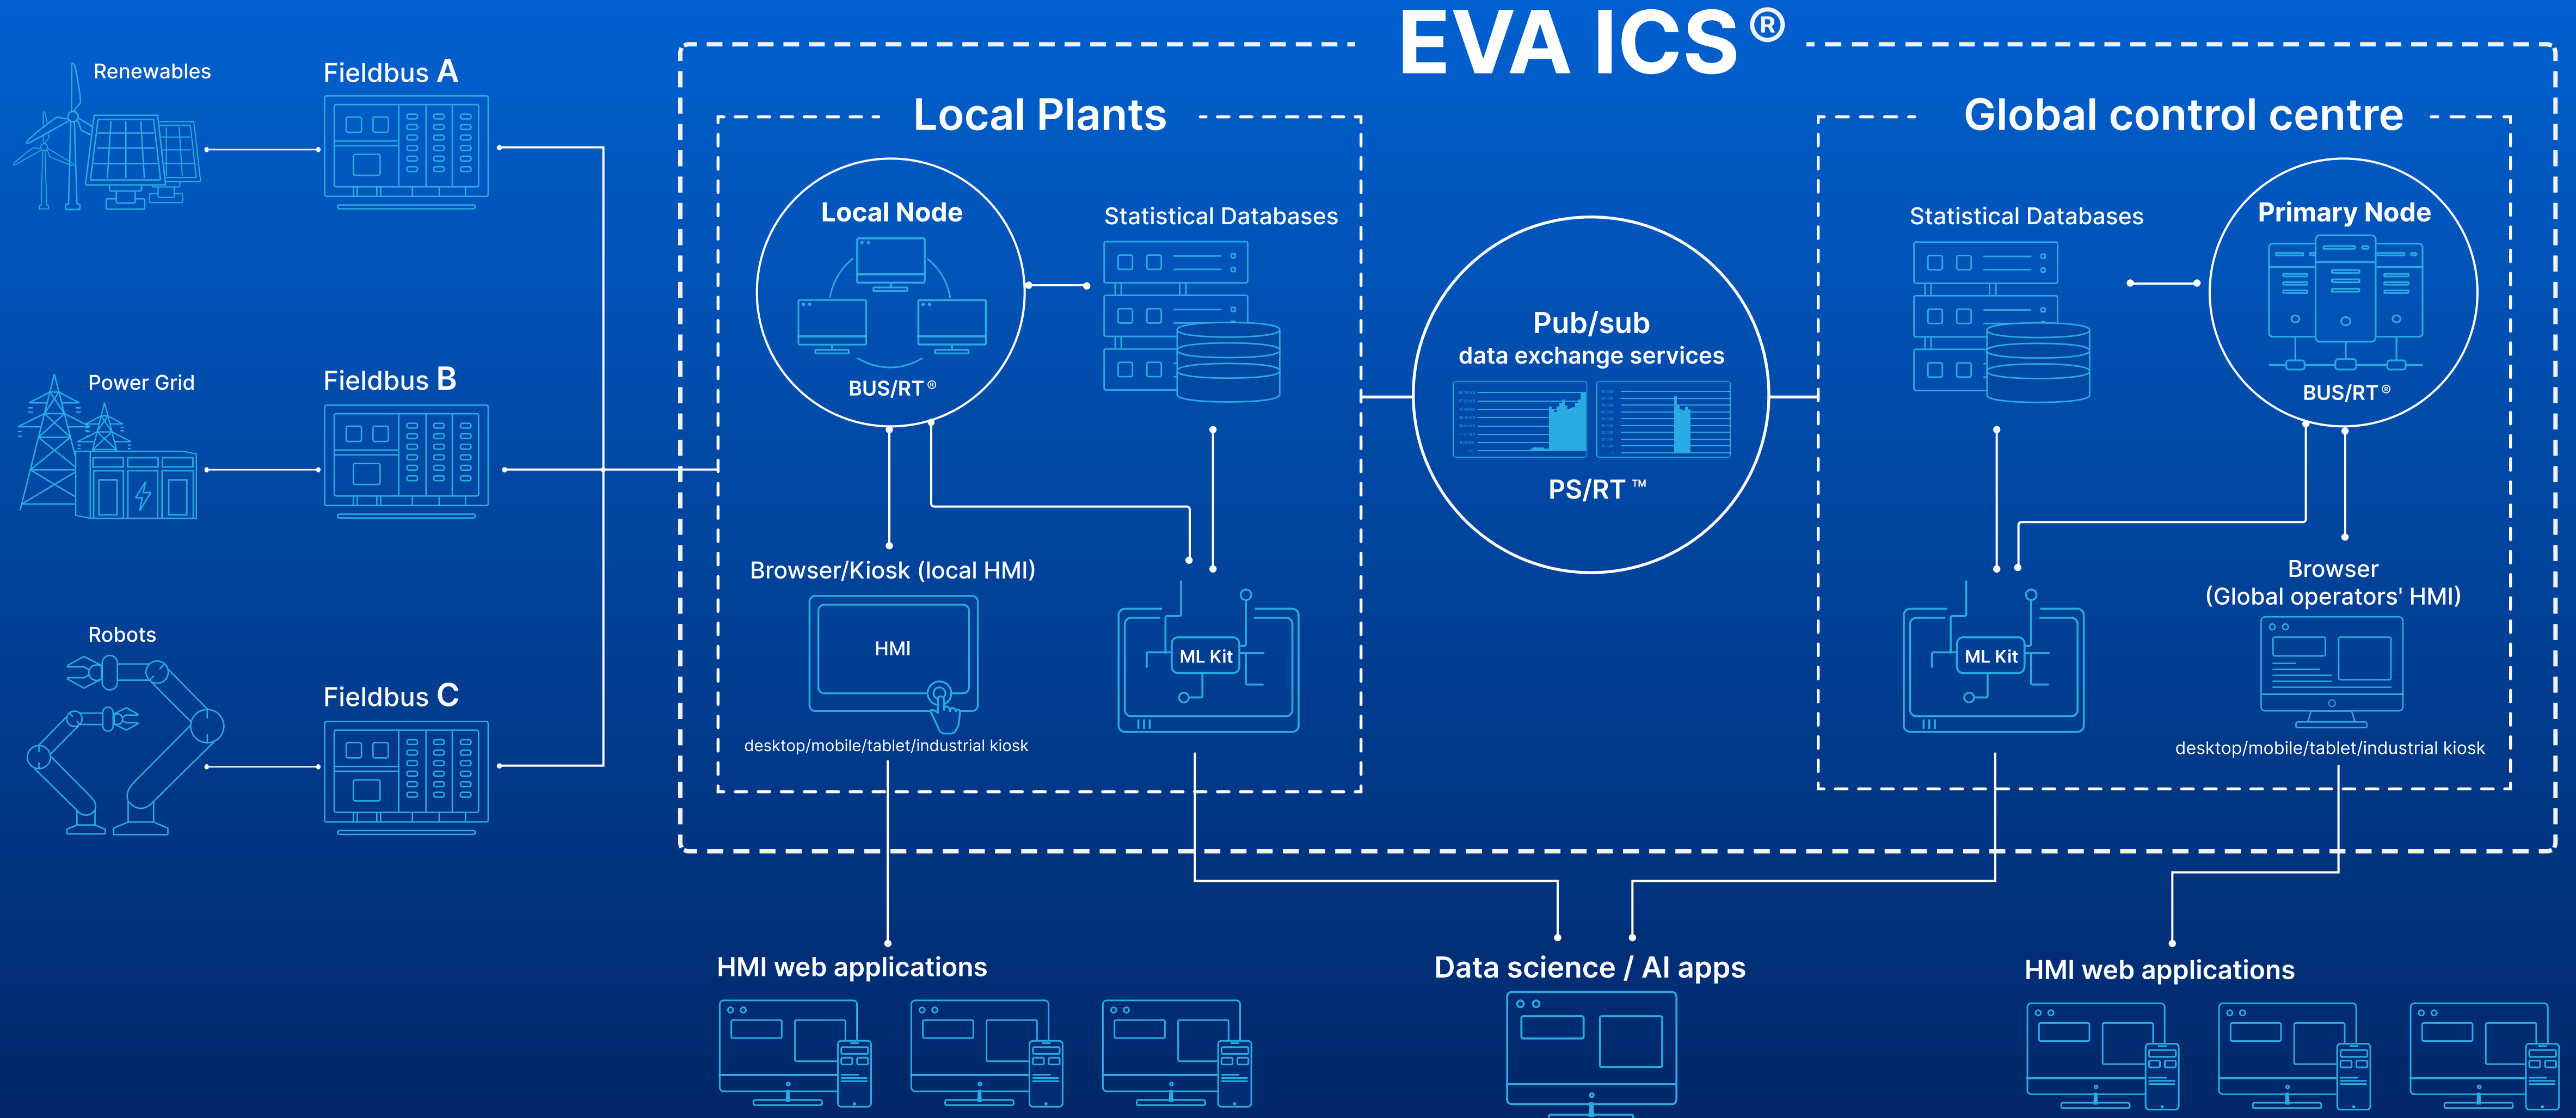 EVA ICS®
Renewables
Fieldbus A
Power Grid
Fieldbus B
Robots
Fieldbus C
Local Plants
Local Node
BUS/RT®
Statistical Databases
Browser/Kiosk (local HMI)
HMI
desktop/mobile/tablet/industrial kiosk
ML Kit
Pub/sub
data exchange services
PS/RT™
Global control centre
Statistical Databases
Primary Node
BUS/RT®
ML Kit
Browser
(Global operators' HMI)
desktop/mobile/tablet/industrial kiosk
HMI web applications
Data science / AI apps
HMI web applications